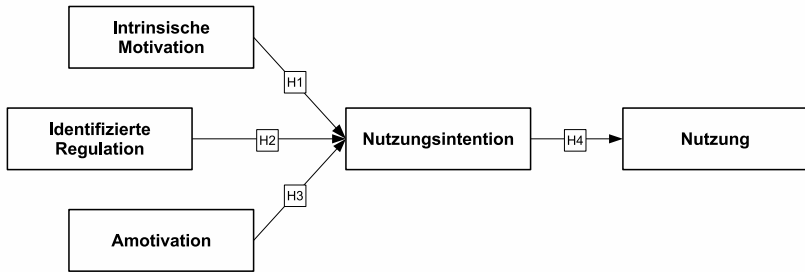 Intrinsische
Motivation
H1
Identifizierte
Regulation
H2
Nutzungsintention
H4
Nutzung
H3
Amotivation